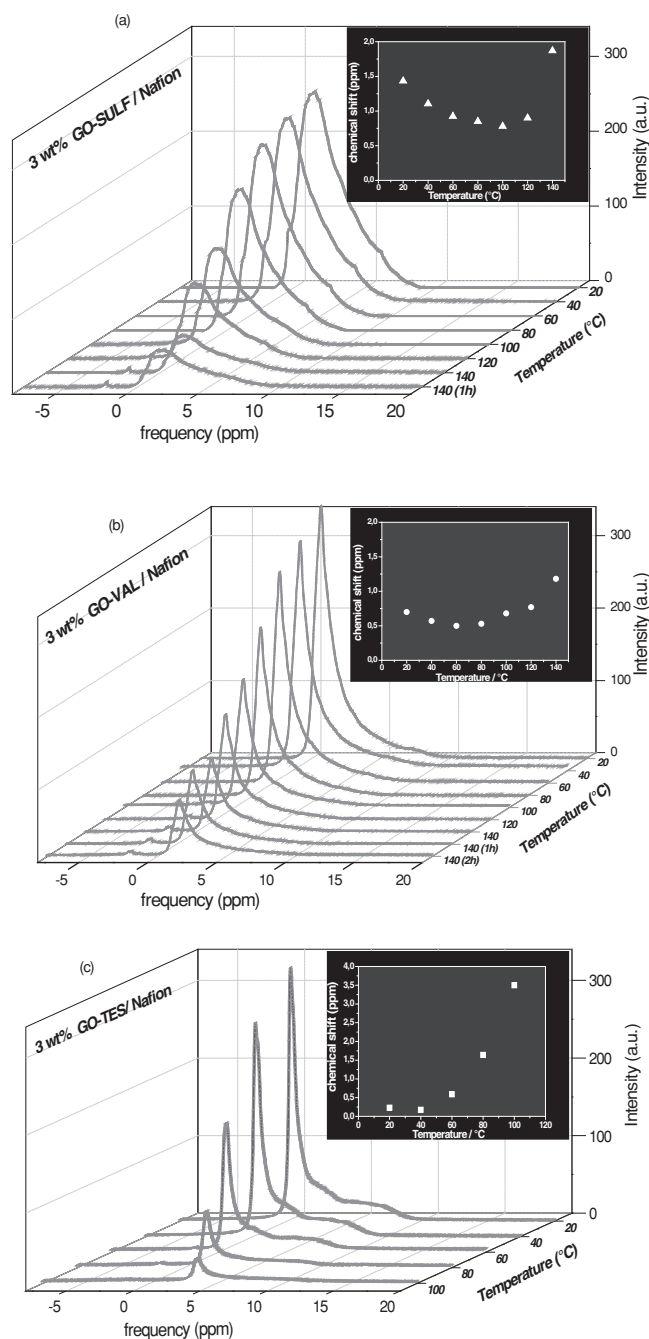 (a)
3 wt% GO-SULF / Nafion
chemical shift (ppm)
2,0
1,5
1,0
0,5
0,0
0 20 40 60 80 100 120 140
Temperature (°C)
300
200
100
0
Intensity (a.u.)
20
40
60
80
100
120
140
140 (1h)
Temperature (°C)
-5 0 5 10 15 20
frequency (ppm)
(b)
3 wt% GO-VAL / Nafion
chemical shift (ppm)
2,0
1,5
1,0
0,5
0,0
0 20 40 60 80 100 120 140
Temperature / °C
300
200
100
0
Intensity (a.u.)
20
40
60
80
100
120
140
140 (1h)
140 (2h)
Temperature (°C)
-5 0 5 10 15 20
frequency (ppm)
(c)
3 wt% GO-TES/ Nafion
chemical shift (ppm)
4,0
3,5
3,0
2,5
2,0
1,5
1,0
0,5
0,0
0 20 40 60 80 100 120
Temperature / °C
300
200
100
0
Intensity (a.u.)
20
40
60
80
100
Temperature (°C)
-5 0 5 10 15 20
frequency (ppm)